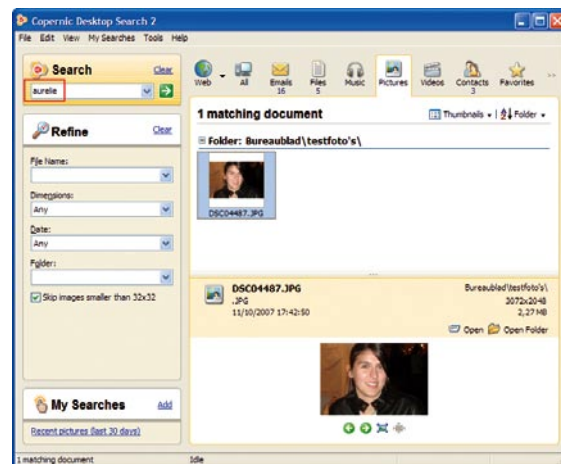 Copernic Desktop Search 2
File Edit View My Searches Tools Help
Search Clear
aurelie
Refine Clear
File Name:
Dimensions:
Any
Date:
Any
Folder:
Skip images smaller than 32x32
My Searches Add
Recent pictures (last 30 days)
Web All Emails Files Music Pictures Videos Contacts Favorites
16 5 3
1 matching document Thumbnails Folder
Folder: Bureaublad\testfoto's\
DSC04487.JPG
DSC04487.JPG Bureaublad\testfoto's\
.JPG 3072x2048
11/10/2007 17:42:50 2,27 MB
Open Open Folder
1 matching document Idle